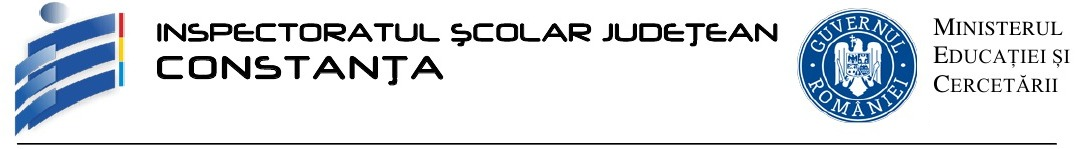 INSPECTORATUL ŞCOLAR JUDEŢEAN
CONSTANŢA
GUVERNUL
ROMÂNIEI
MINISTERUL
EDUCAȚIEI ȘI
CERCETĂRII